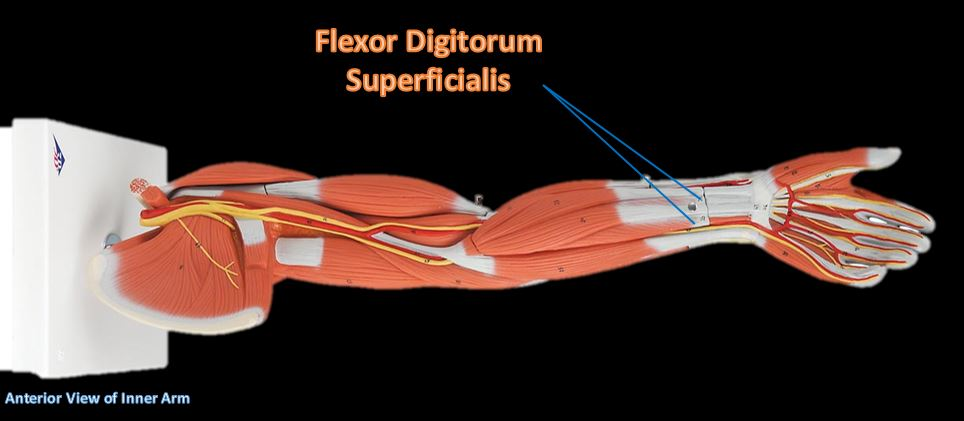 Flexor Digitorum
Superficialis
Anterior View of Inner Arm